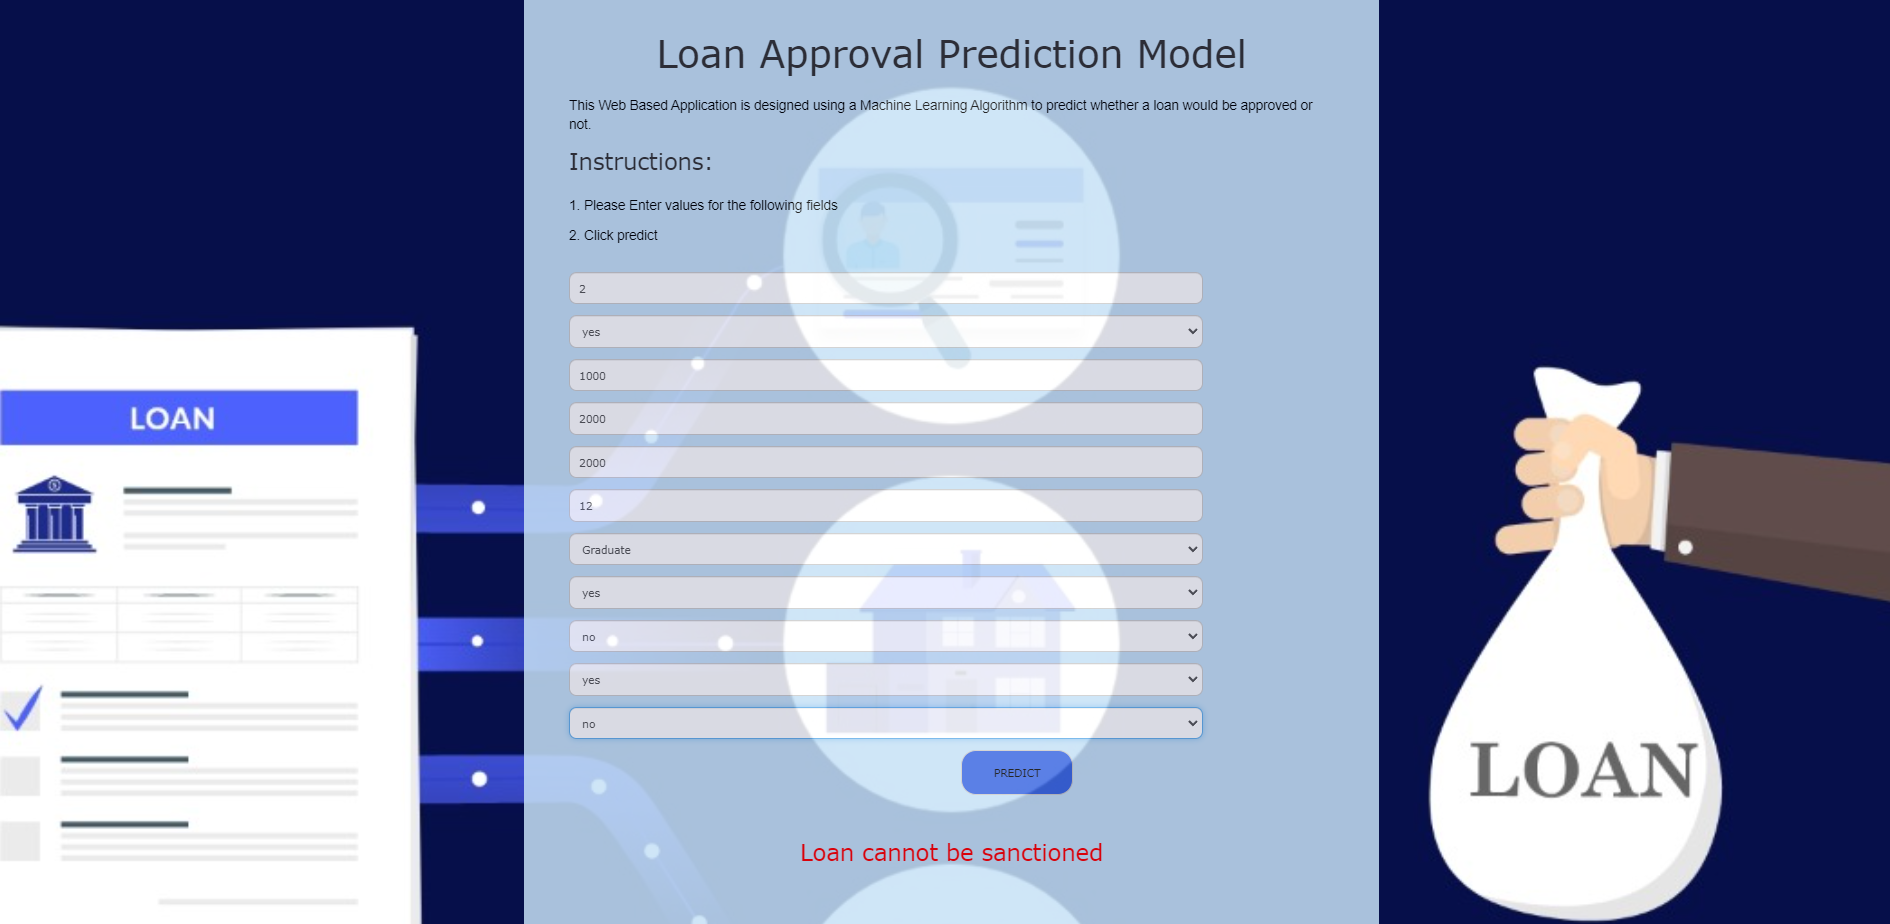 Loan Approval Prediction Model
This Web Based Application is designed using a Machine Learning Algorithm to predict whether a loan would be approved or
not.
Instructions:
1. Please Enter values for the following fields
2. Click predict
2
yes
1000
2000
2000
12
Graduate
yes
no
yes
no
PREDICT
Loan cannot be sanctioned
LOAN
LOAN